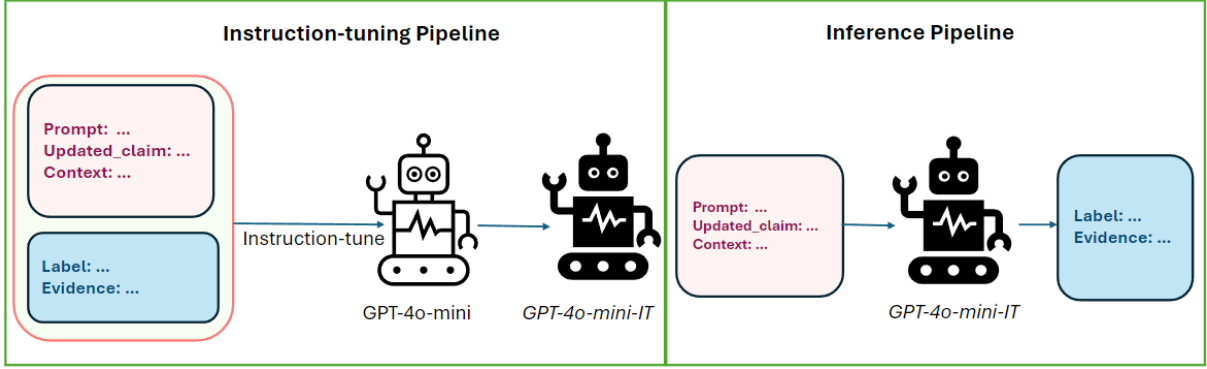 Instruction-tuning Pipeline
Prompt: ...
Updated_claim: ...
Context: ...
Label: ...
Evidence: ...
Instruction-tune
GPT-4o-mini
GPT-4o-mini-IT
Inference Pipeline
Prompt: ...
Updated_claim: ...
Context: ...
GPT-4o-mini-IT
Label: ...
Evidence: ...